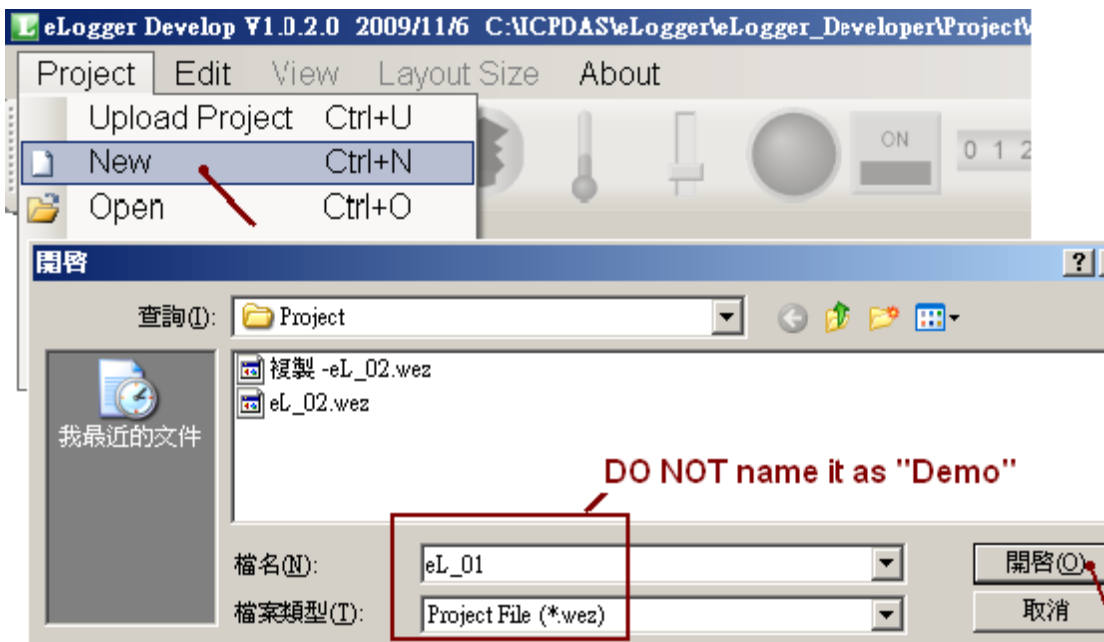 eLogger Develop V1.0.2.0 2009/11/6 C:\ICPDAS\eLogger\eLogger_Developer\Project\
Project Edit View Layout Size About
Upload Project Ctrl+U
New Ctrl+N
Open Ctrl+O
ON
0 1 2
開啓
?
查詢(I): Project
複製 -eL_02.wez
eL_02.wez
我最近的文件
DO NOT name it as "Demo"
檔名(N): eL_01 開啓(O)
檔案類型(T): Project File (*.wez) 取消